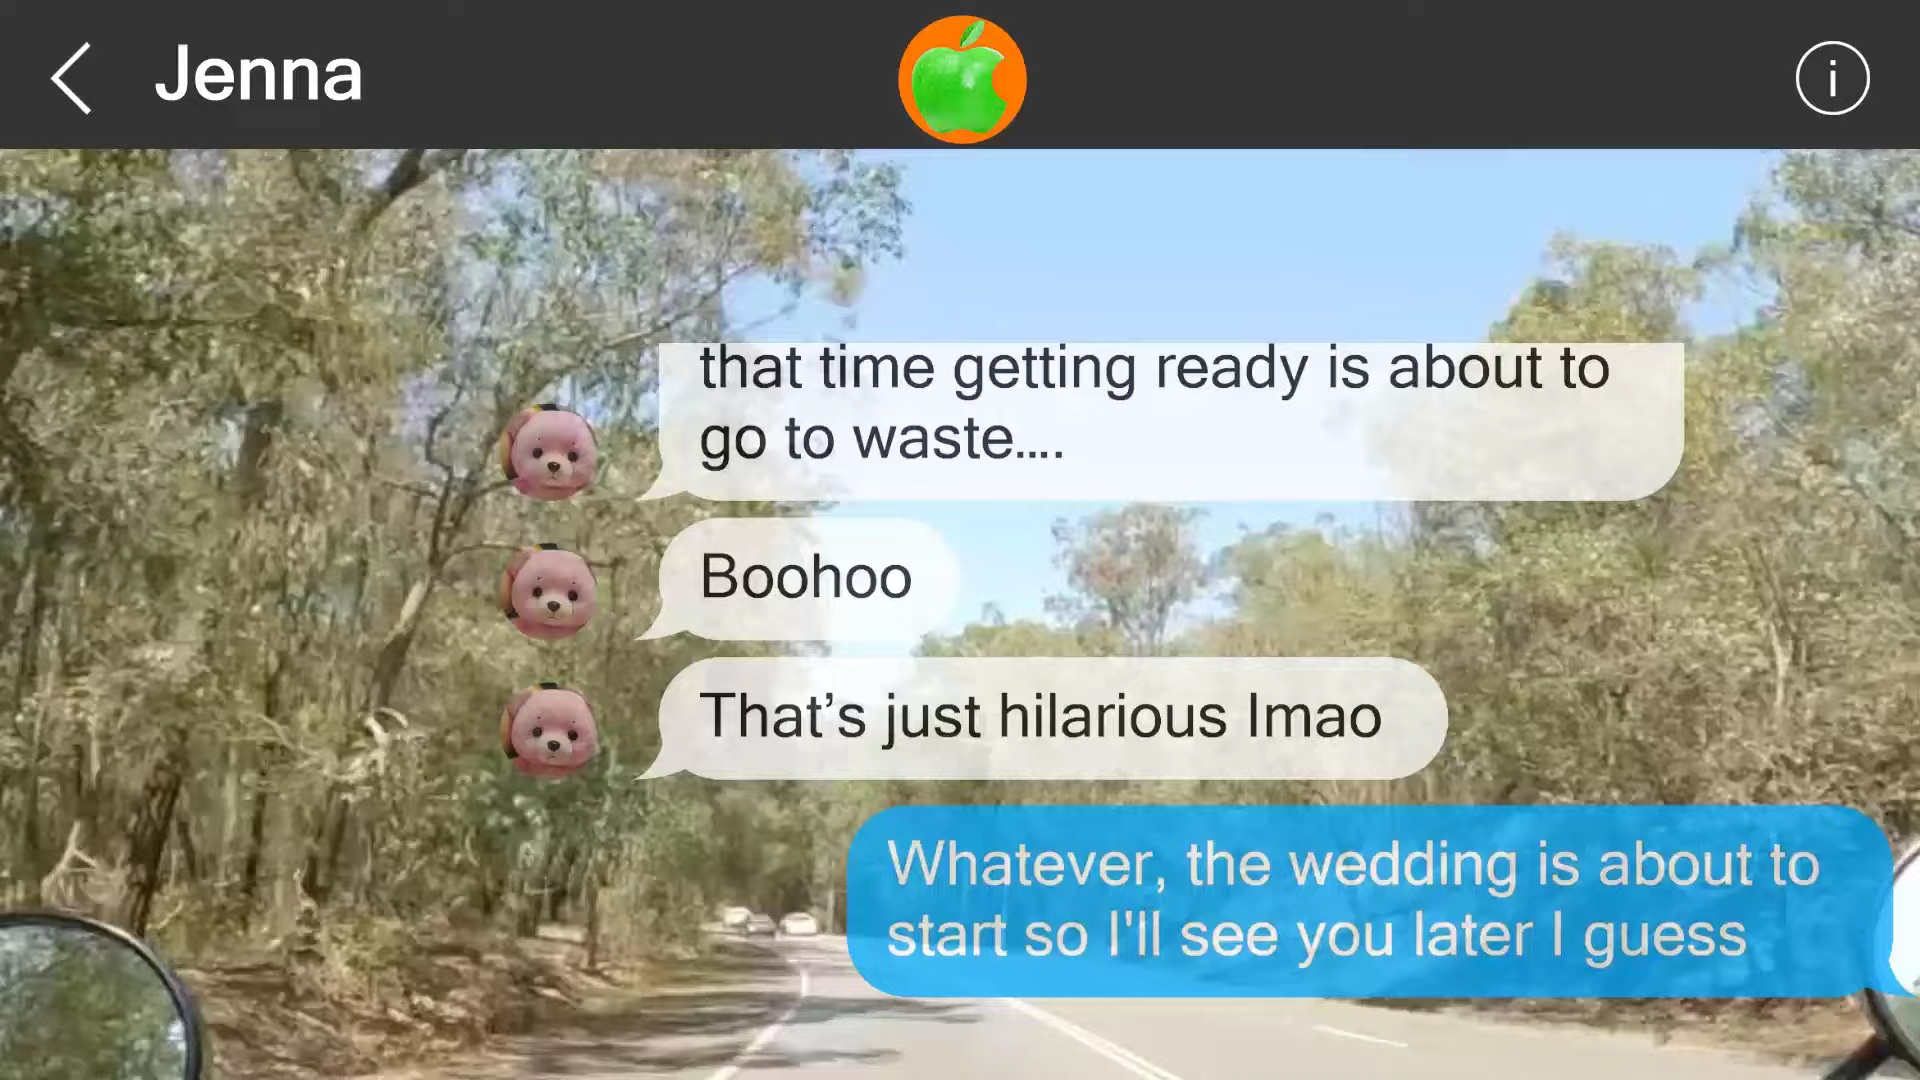 Jenna
i
that time getting ready is about to
go to waste....
Boohoo
That’s just hilarious lmao
Whatever, the wedding is about to
start so I'll see you later I guess